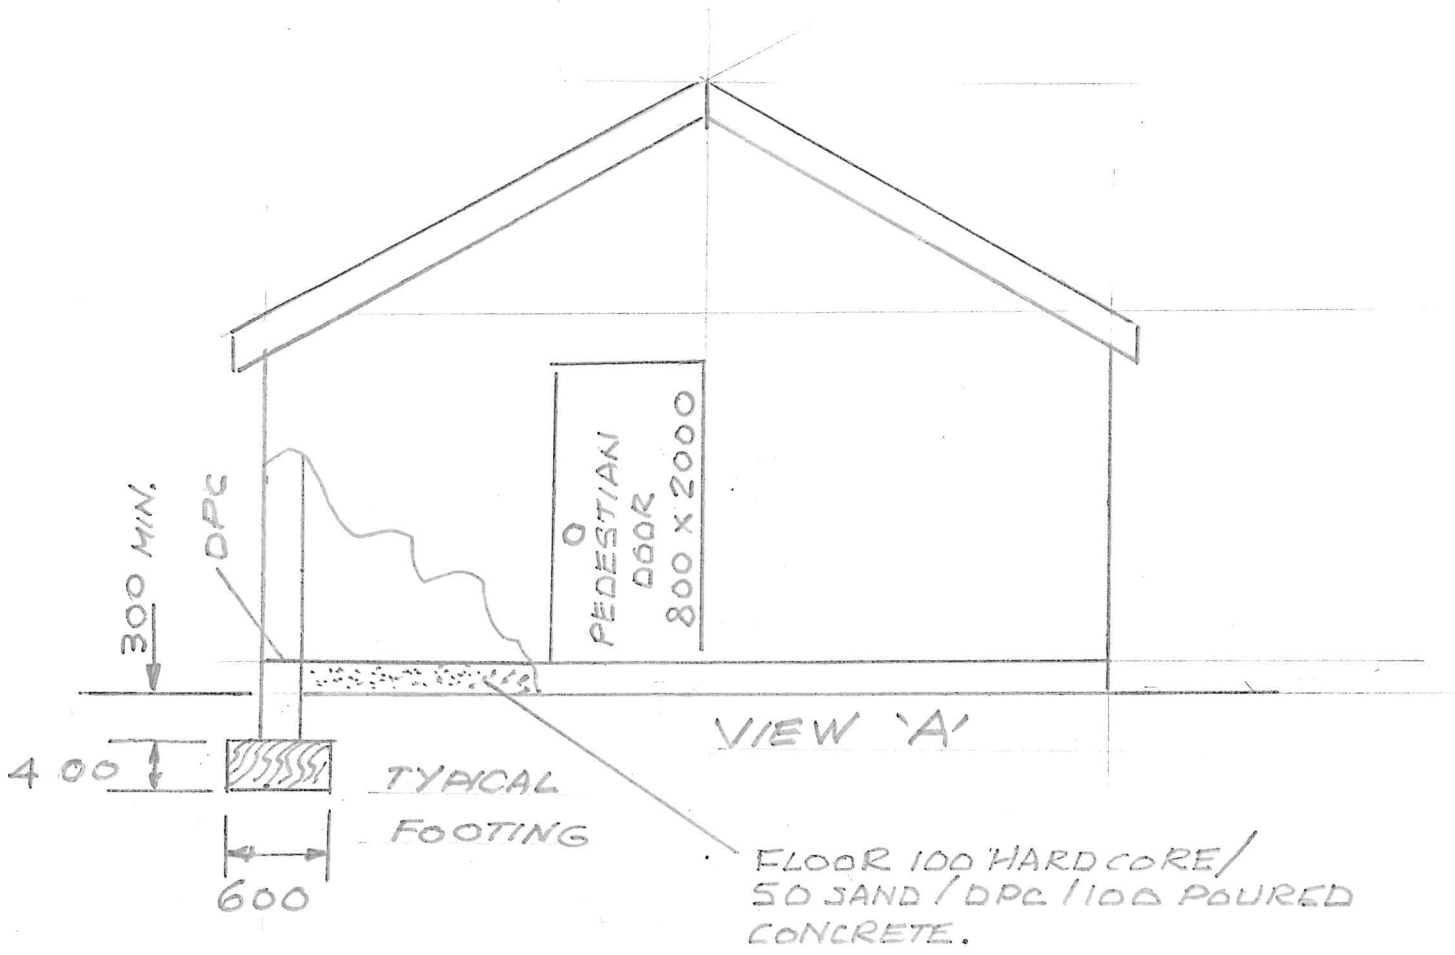 300 MIN.
DPC
PEDESTIAN
DOOR
800 x 2000
VIEW 'A'
400
TYPICAL
FOOTING
600
FLOOR 100 HARDCORE/
50 SAND / DPC / 100 POURED
CONCRETE.